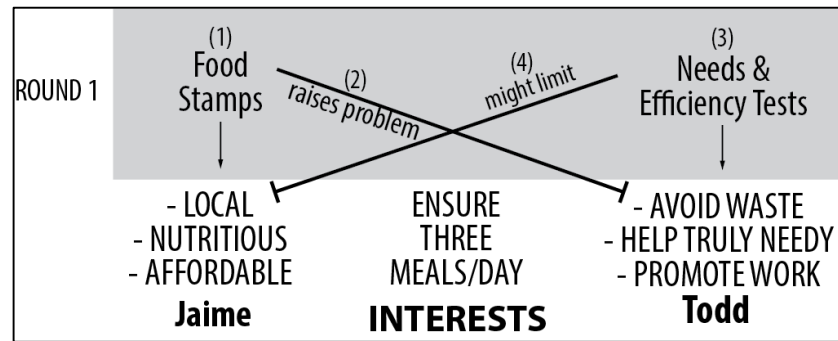 ROUND 1
(1)
Food
Stamps
(2)
raises problem
(4)
might limit
(3)
Needs &
Efficiency Tests
- LOCAL
- NUTRITIOUS
- AFFORDABLE
Jaime
ENSURE
THREE
MEALS/DAY
INTERESTS
- AVOID WASTE
- HELP TRULY NEEDY
- PROMOTE WORK
Todd